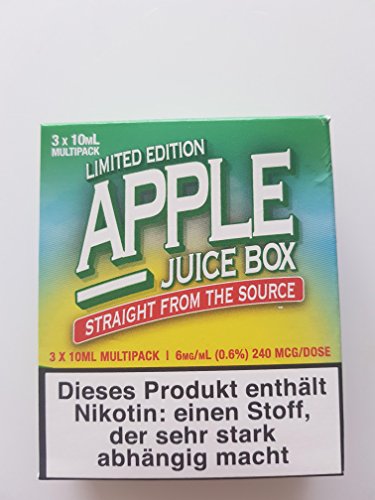 3 x 10mL
MULTIPACK
LIMITED EDITION
APPLE
JUICE BOX
STRAIGHT FROM THE SOURCE
3 X 10ML MULTIPACK | 6MG/ML (0.6%) 240 MCG/DOSE
Dieses Produkt enthält
Nikotin: einen Stoff,
der sehr stark
abhängig macht